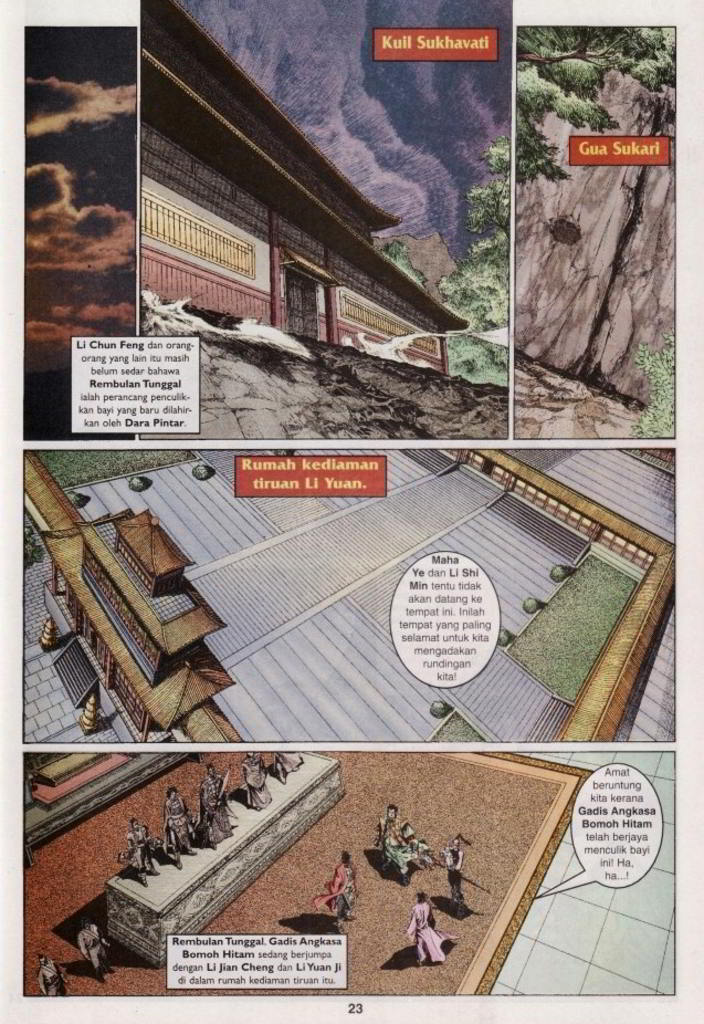 Kuil Sukhavati
Gua Sukari
Li Chun Feng dan orang-
orang yang lain itu masih
belum sedar bahawa
Rembulan Tunggal
ialah perancang penculik-
kan bayi yang baru dilahir-
kan oleh Dara Pintar.
Rumah kediaman
tiruan Li Yuan.
Maha
Ye dan Li Shi
Min tentu tidak
akan datang ke
tempat ini. Inilah
tempat yang paling
selamat untuk kita
mengadakan
rundingan
kita!
Amat
beruntung
kita kerana
Gadis Angkasa
Bomoh Hitam
telah berjaya
menculik bayi
ini! Ha,
ha...!
Rembulan Tunggal, Gadis Angkasa
Bomoh Hitam sedang berjumpa
dengan Li Jian Cheng dan Li Yuan Ji
di dalam rumah kediaman tiruan itu.
23